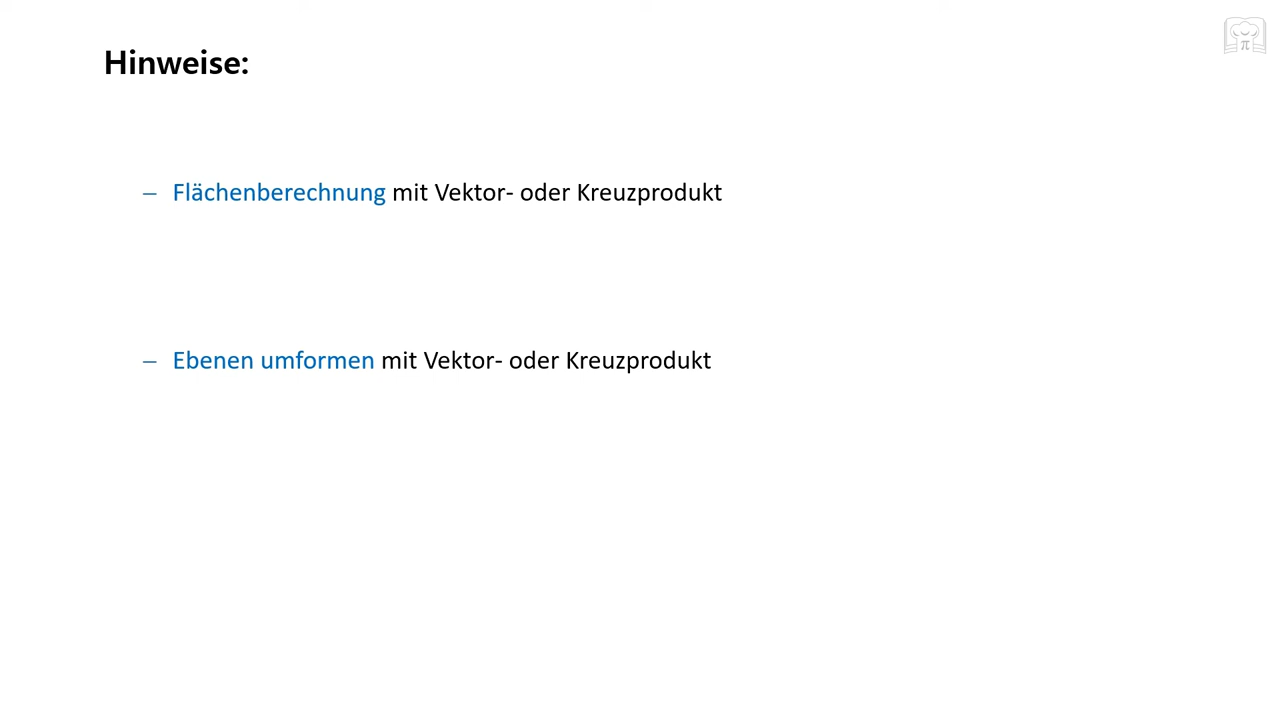 Hinweise:
– Flächenberechnung mit Vektor- oder Kreuzprodukt
– Ebenen umformen mit Vektor- oder Kreuzprodukt
π